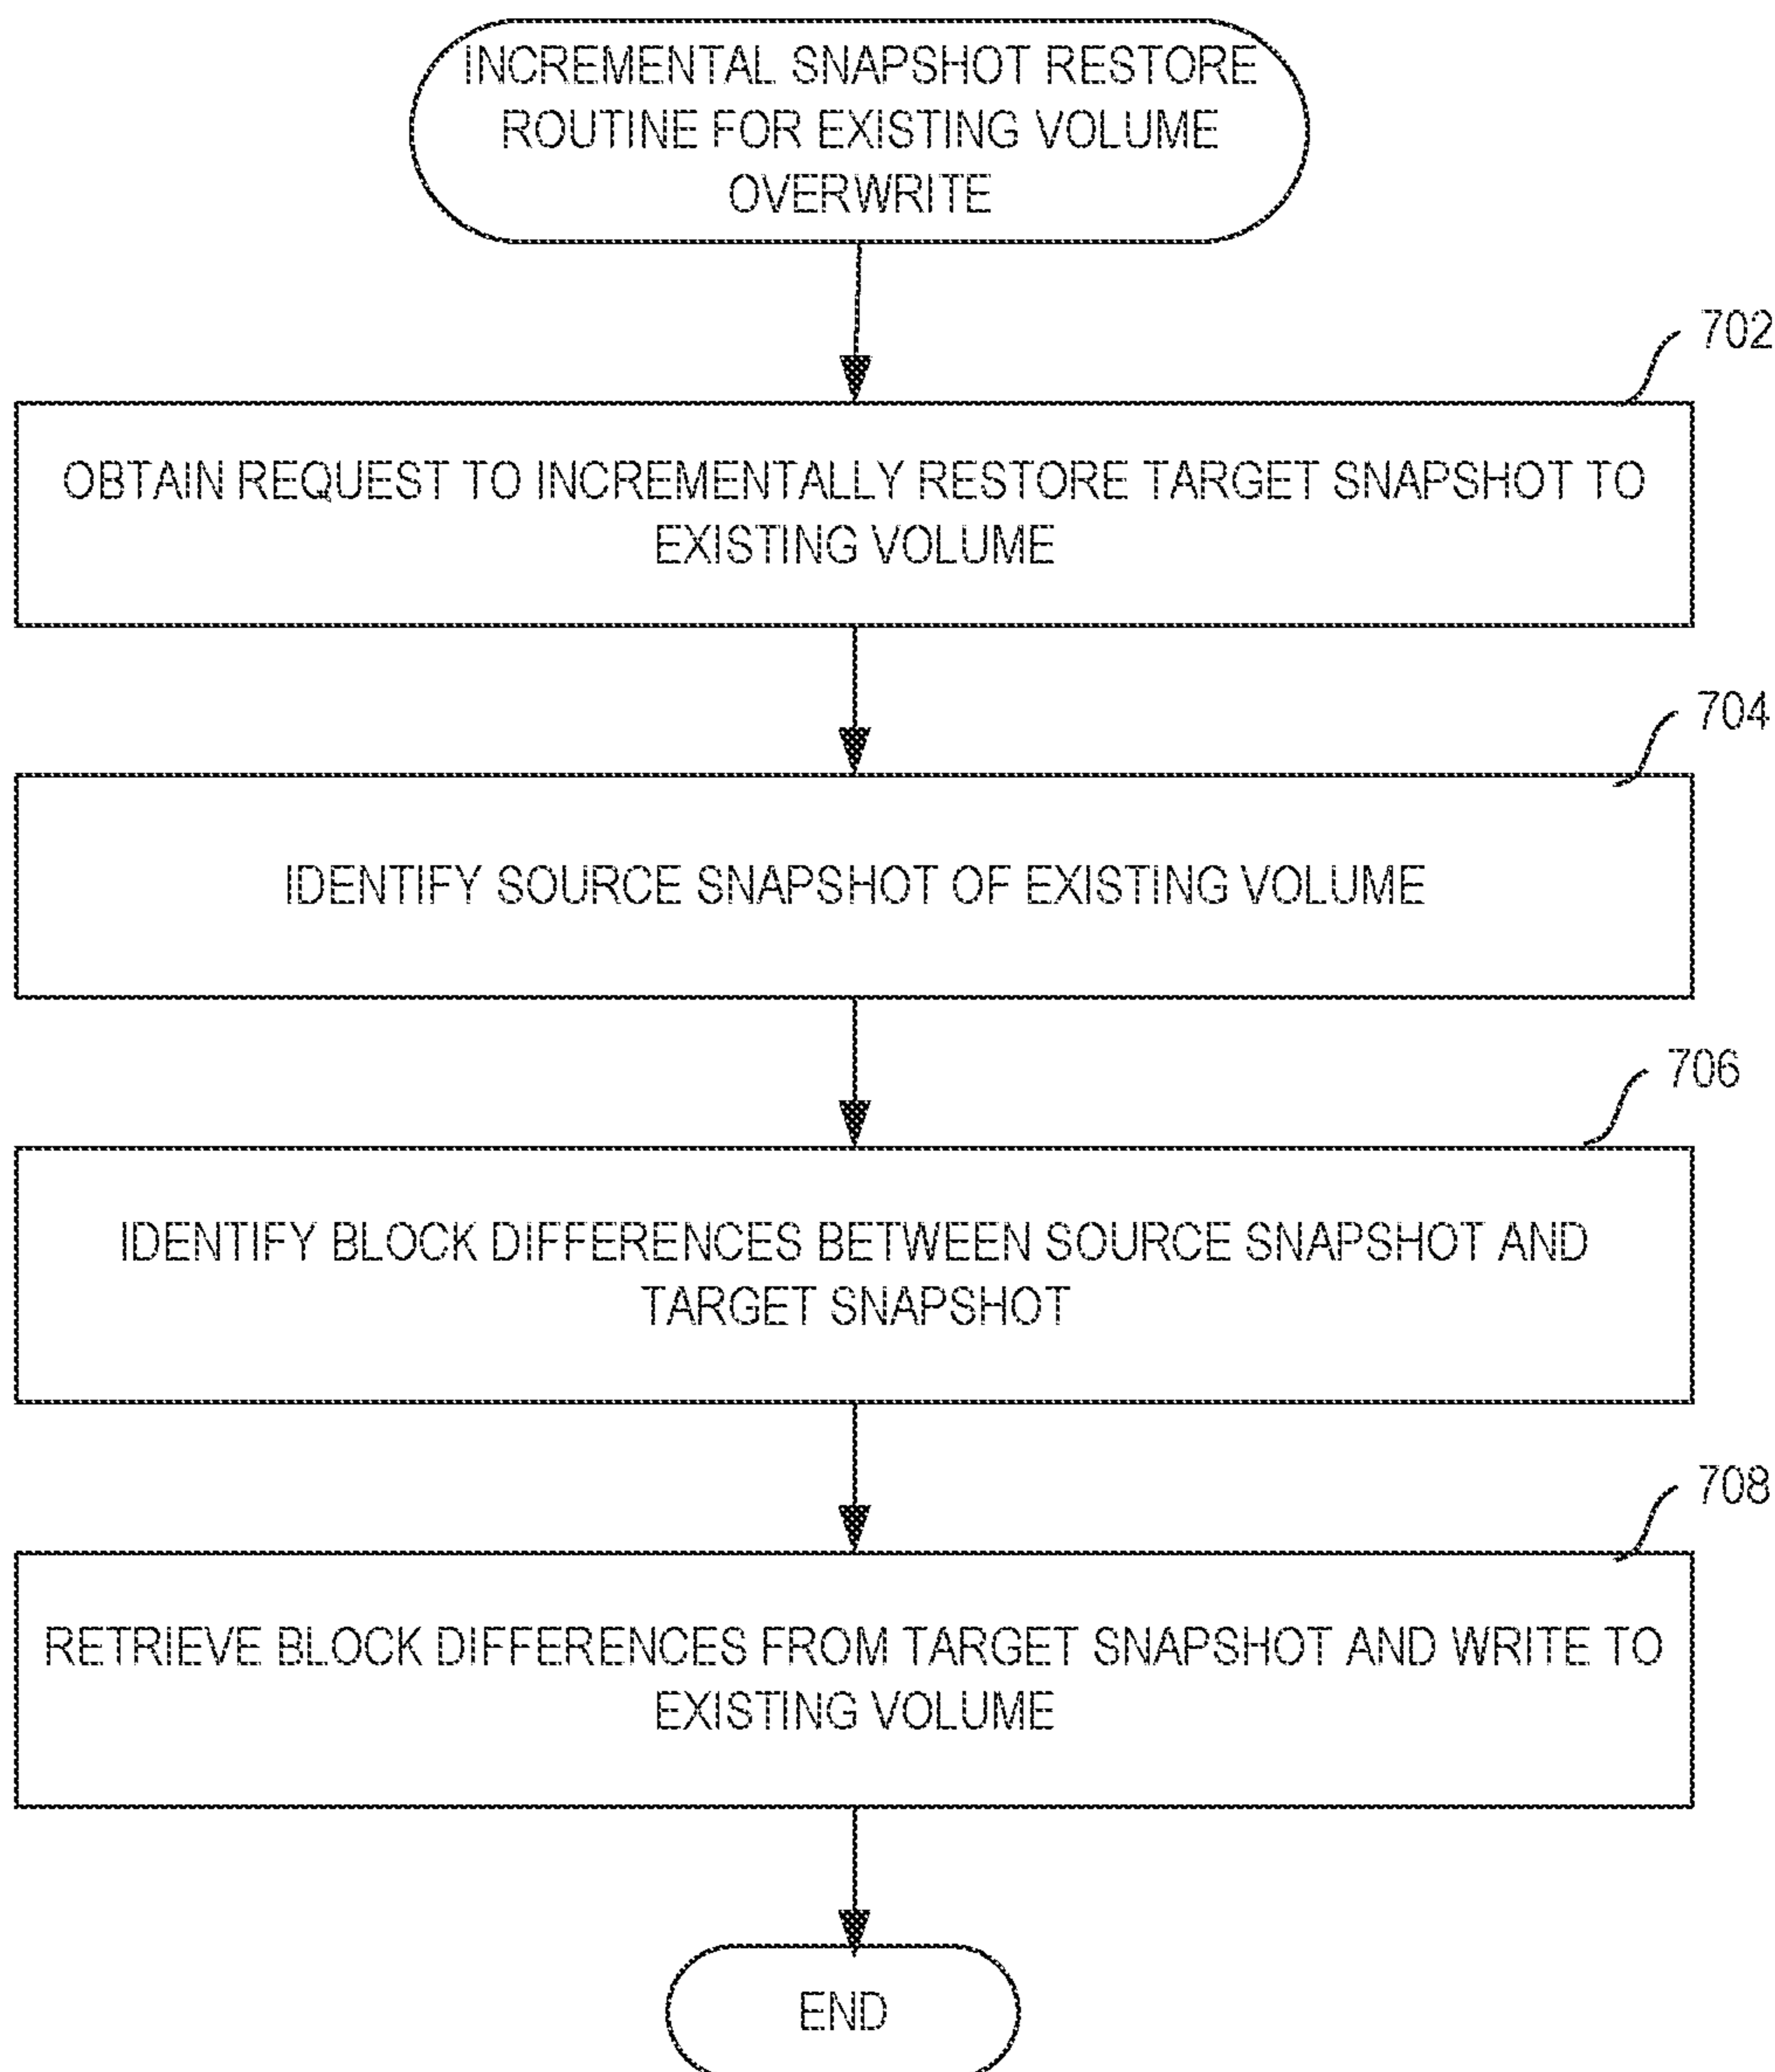 INCREMENTAL SNAPSHOT RESTORE
ROUTINE FOR EXISTING VOLUME
OVERWRITE
702
OBTAIN REQUEST TO INCREMENTALLY RESTORE TARGET SNAPSHOT TO
EXISTING VOLUME
704
IDENTIFY SOURCE SNAPSHOT OF EXISTING VOLUME
706
IDENTIFY BLOCK DIFFERENCES BETWEEN SOURCE SNAPSHOT AND
TARGET SNAPSHOT
708
RETRIEVE BLOCK DIFFERENCES FROM TARGET SNAPSHOT AND WRITE TO
EXISTING VOLUME
END